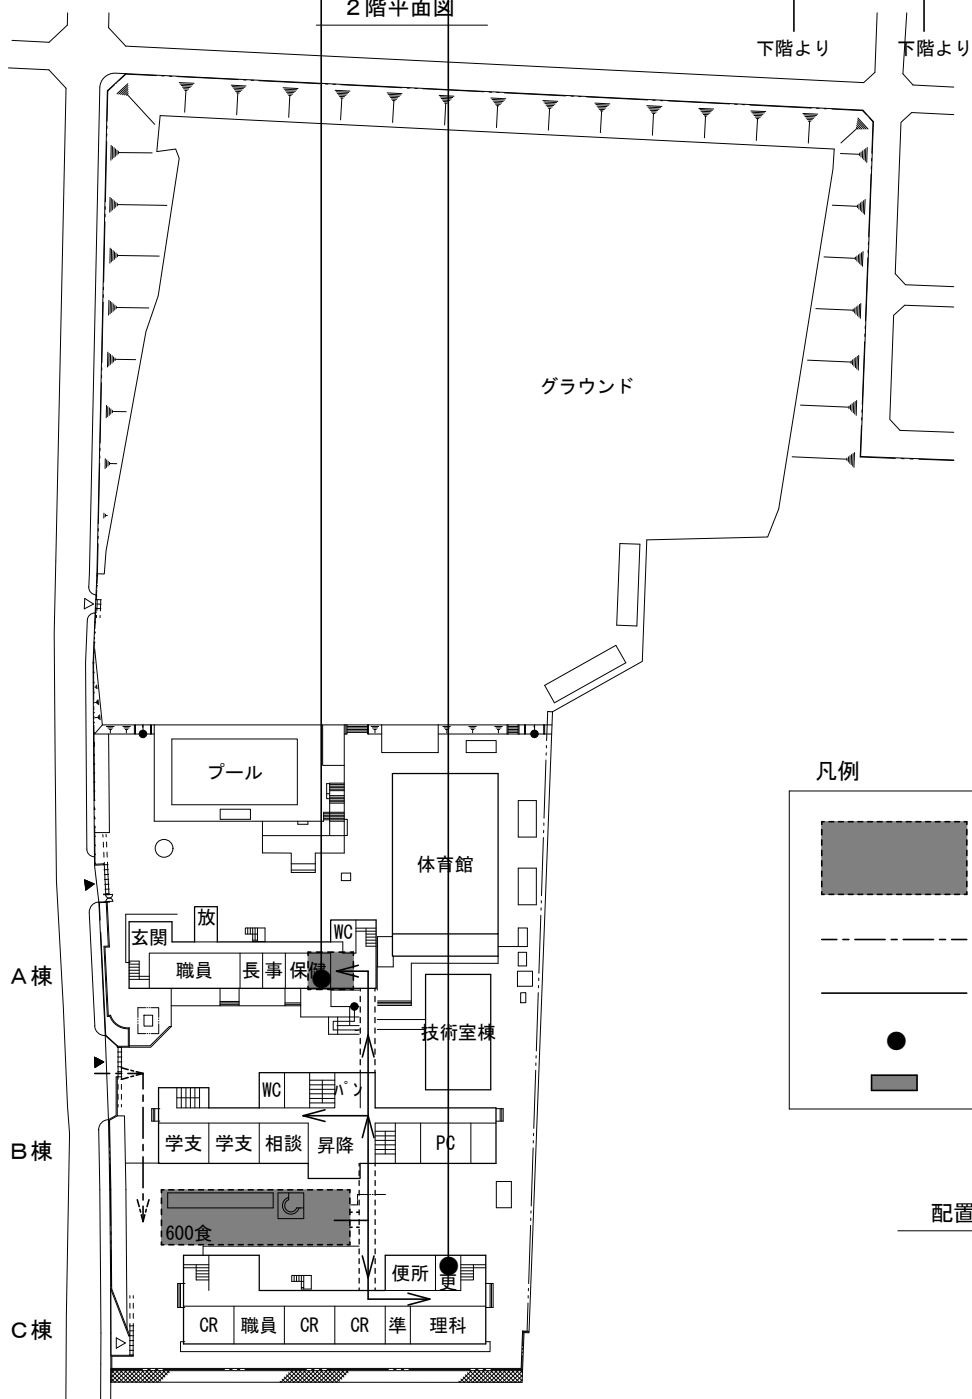 2階平面図
下階より
下階より
グラウンド
凡例
プール
体育館
放
WC
玄関
A棟
職員
長
事
保健
技術室棟
WC
パン
B棟
学支
学支
相談
昇降
PC
配置
600食
便所
更
C棟
CR
職員
CR
CR
準
理科